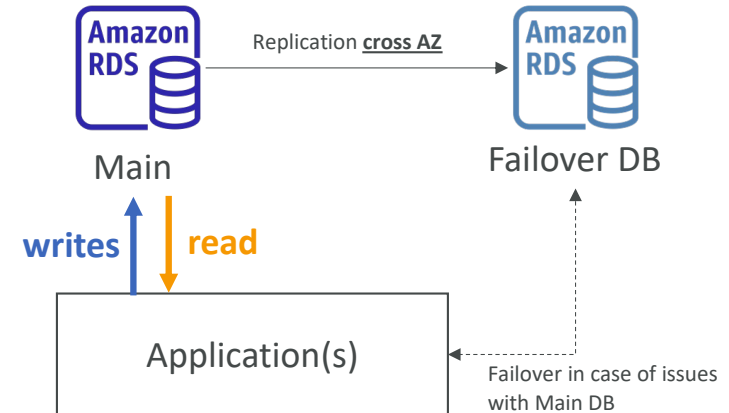 Amazon
RDS
Replication cross AZ
Amazon
RDS
Main
Failover DB
writes
read
Application(s)
Failover in case of issues
with Main DB